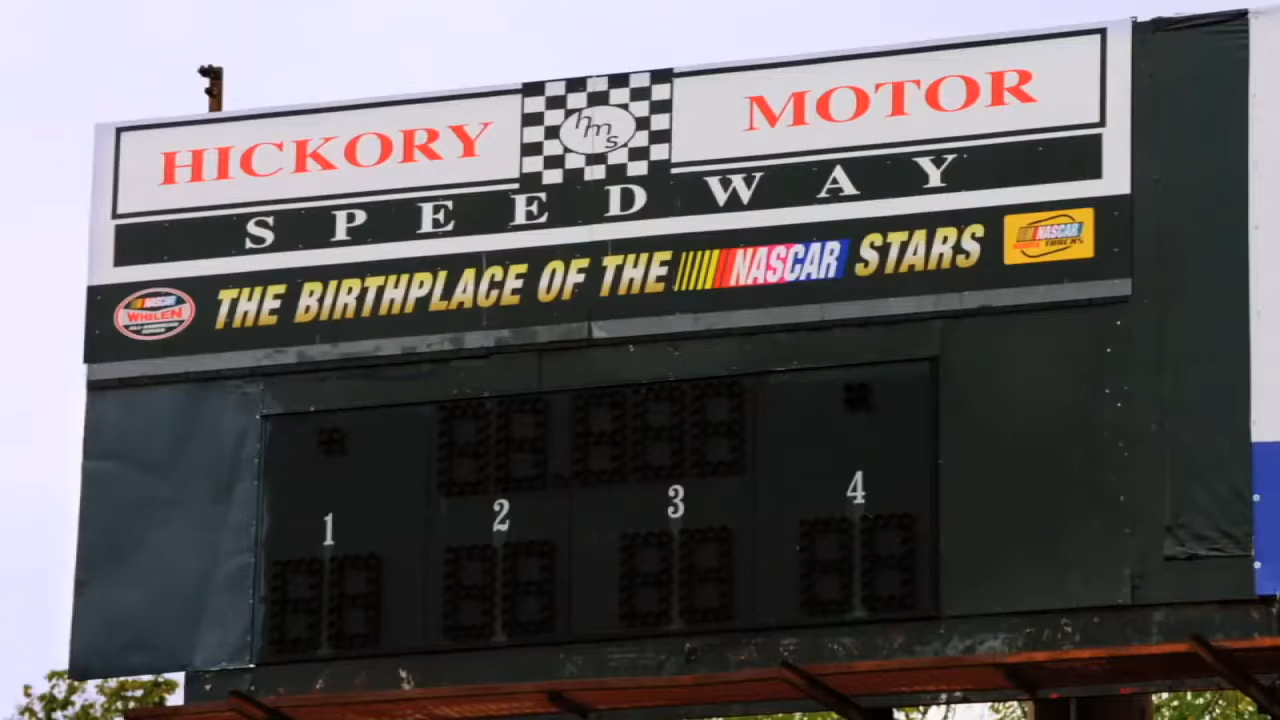 HICKORY hms MOTOR
SPEEDWAY
THE BIRTHPLACE OF THE NASCAR STARS
NASCAR
WHELEN
NASCAR
1 2 3 4